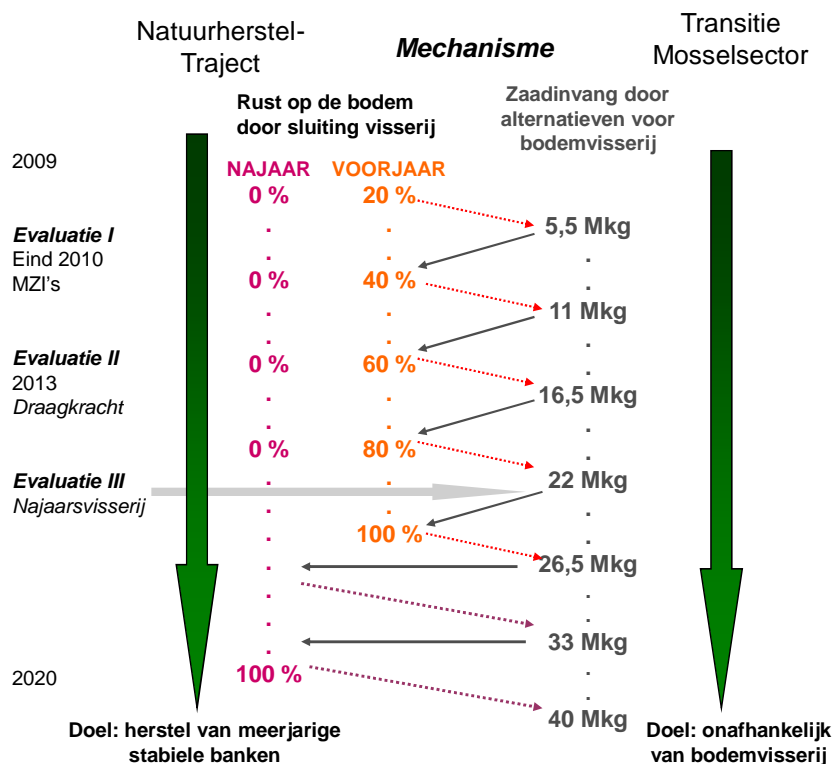 Natuurherstel-
Traject
Mechanisme
Transitie
Mosselsector
Rust op de bodem
door sluiting visserij
Zaadinvang door
alternatieven voor
bodemvisserij
2009
NAJAAR VOORJAAR
0 % 20 %
5,5 Mkg
Evaluatie I
Eind 2010
MZI's
. .
.
0 % 40 %
.
11 Mkg
. .
.
Evaluatie II
2013
Draagkracht
. .
.
0 % 60 %
16,5 Mkg
. .
. .
.
0 % 80 %
.
22 Mkg
Evaluatie III
Najaarsvisserij
. .
. .
.
. 100 %
.
26,5 Mkg
.
.
.
.
33 Mkg
.
100 %
.
.
40 Mkg
2020
Doel: herstel van meerjarige
stabiele banken
Doel: onafhankelijk
van bodemvisserij